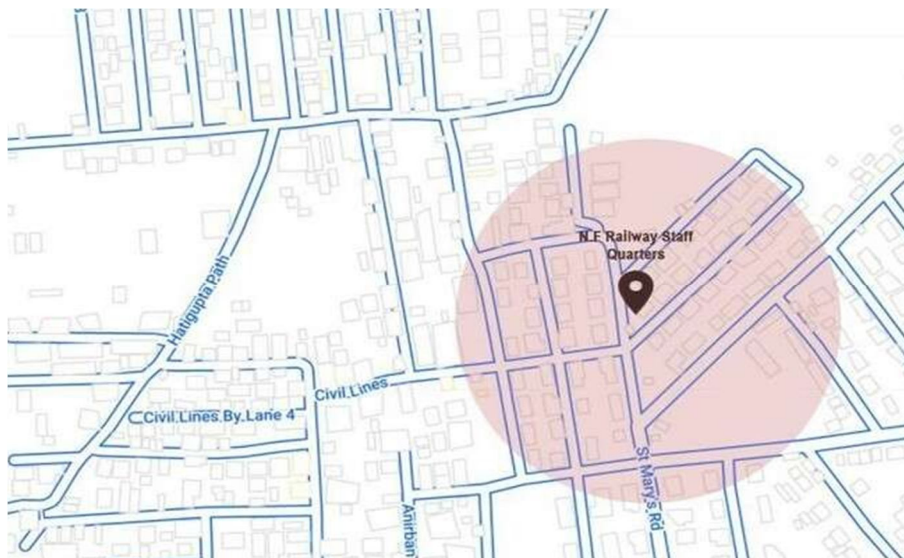 N.F Railway Staff
Quarters
Hatigupta Path
Civil Lines
Civil Lines By Lane 4
St Mary's Rd
Anirban